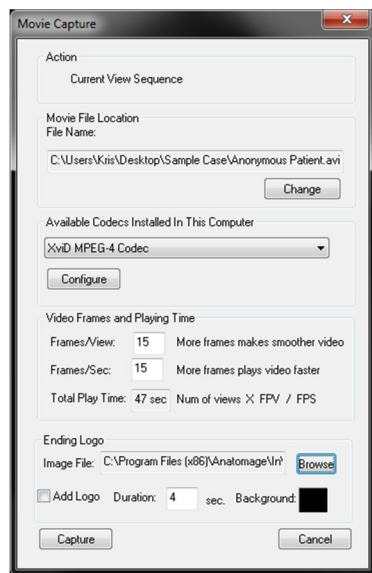 Movie Capture
Action
Current View Sequence
Movie File Location
File Name:
C:\Users\Kris\Desktop\Sample Case\Anonymous Patient.avi
Change
Available Codecs Installed In This Computer
XviD MPEG-4 Codec
Configure
Video Frames and Playing Time
Frames/View: 15 More frames makes smoother video
Frames/Sec: 15 More frames plays video faster
Total Play Time: 47 sec Num of views X FPV / FPS
Ending Logo
Image File: C:\Program Files (x86)\Anatomage\In\ Browse
Add Logo Duration: 4 sec. Background:
Capture Cancel